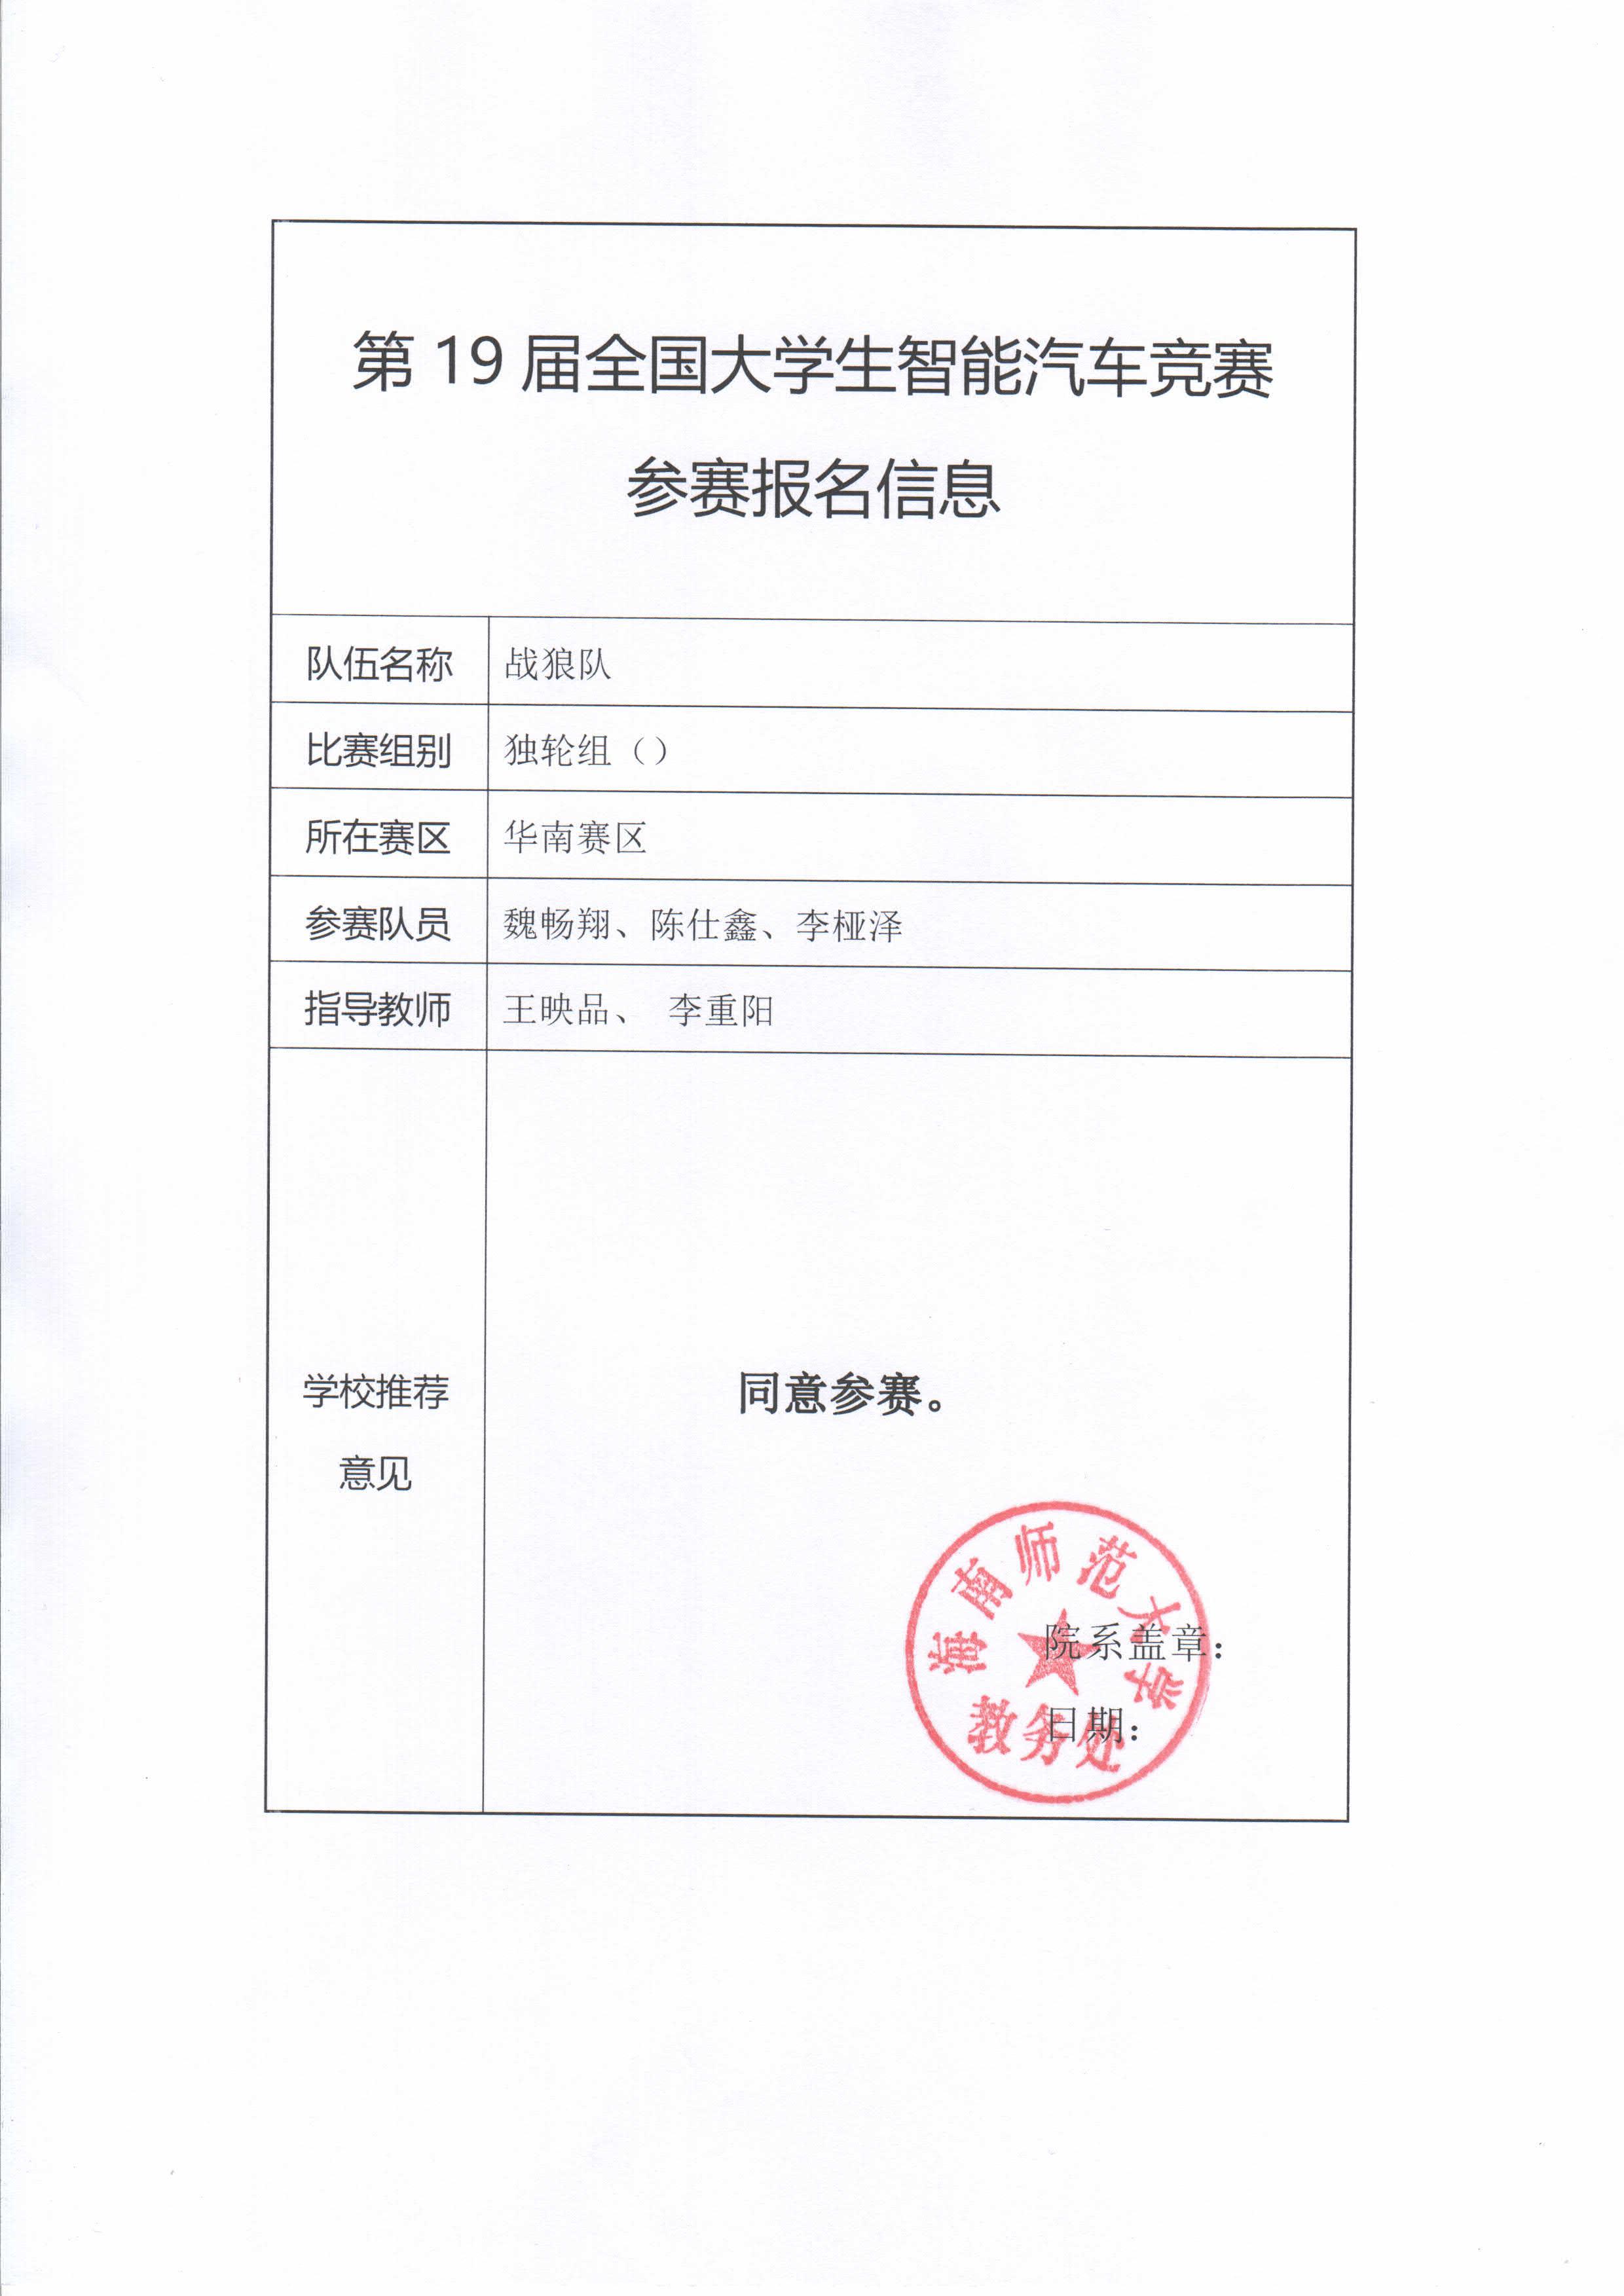 第 19 届全国大学生智能汽车竞赛
参赛报名信息
队伍名称
战狼队
比赛组别
独轮组（）
所在赛区
华南赛区
参赛队员
魏畅翔、陈仕鑫、李桠泽
指导教师
王映品、 李重阳
学校推荐
意见
同意参赛。
海南师范大学
院系盖章：
教务处
日期：